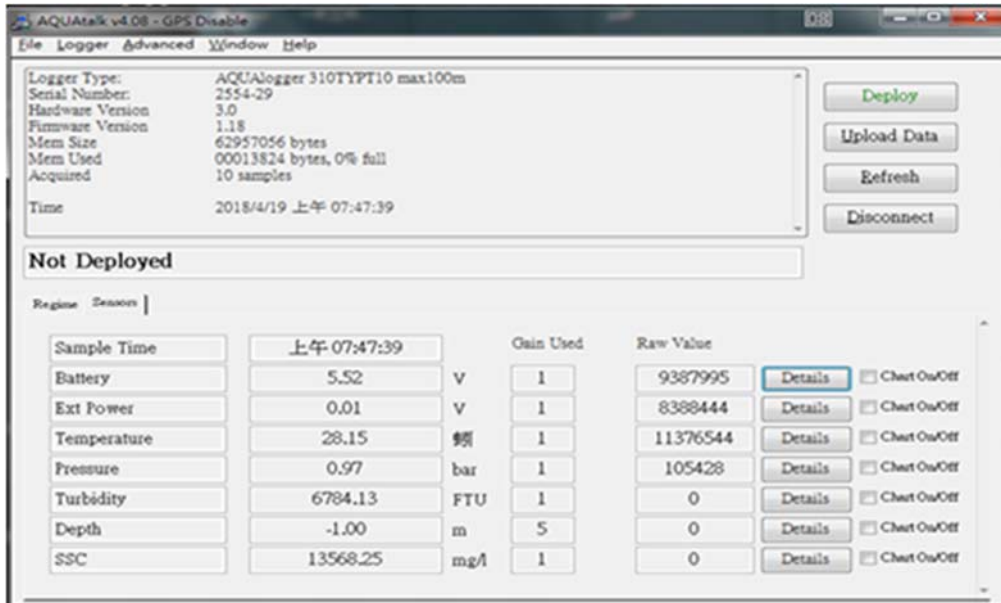 AQUAtalk v4.08 - GPS Disable
File Logger Advanced Window Help
Logger Type: AQUAlogger 310TYPT10 max100m
Serial Number: 2554-29
Hardware Version 3.0
Firmware Version 1.18
Mem Size 62957056 bytes
Mem Used 00013824 bytes, 0% full
Acquired 10 samples
Time 2018/4/19 上午 07:47:39
Deploy
Upload Data
Refresh
Disconnect
Not Deployed
Regime Sensors
Sample Time 上午 07:47:39 Gain Used Raw Value
Battery 5.52 V 1 9387995 Details Chart On/Off
Ext Power 0.01 V 1 8388444 Details Chart On/Off
Temperature 28.15 1 11376544 Details Chart On/Off
Pressure 0.97 bar 1 105428 Details Chart On/Off
Turbidity 6784.13 FTU 1 0 Details Chart On/Off
Depth -1.00 m 5 0 Details Chart On/Off
SSC 13568.25 mg/l 1 0 Details Chart On/Off